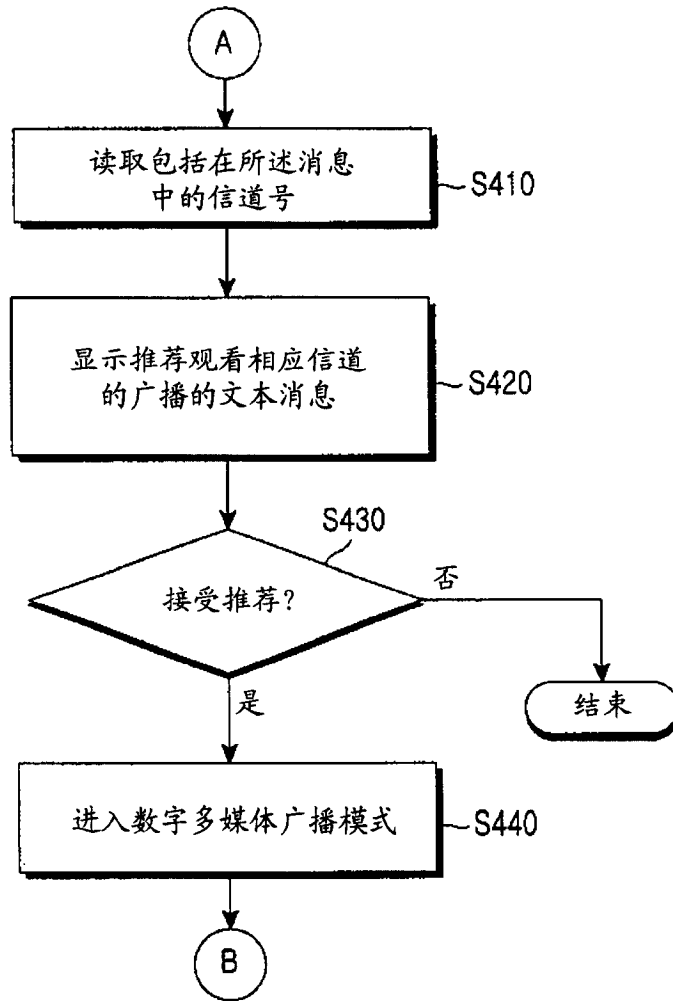 A
读取包括在所述消息
中的信道号
S410
显示推荐观看相应信道
的广播的文本消息
S420
S430
接受推荐?
否
是
结束
进入数字多媒体广播模式
S440
B